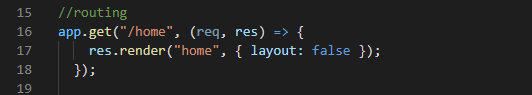 15 //routing
16 app.get("/home", (req, res) => {
17 res.render("home", { layout: false });
18 });
19